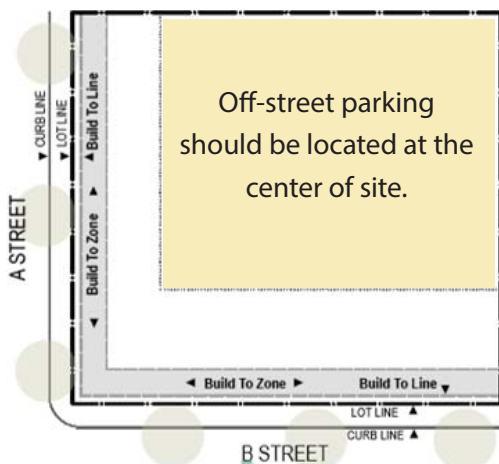 Off-street parking
should be located at the
center of site.
A STREET
CURB LINE
LOT LINE
Build To Line
Build To Zone
Build To Zone
Build To Line
LOT LINE
CURB LINE
B STREET